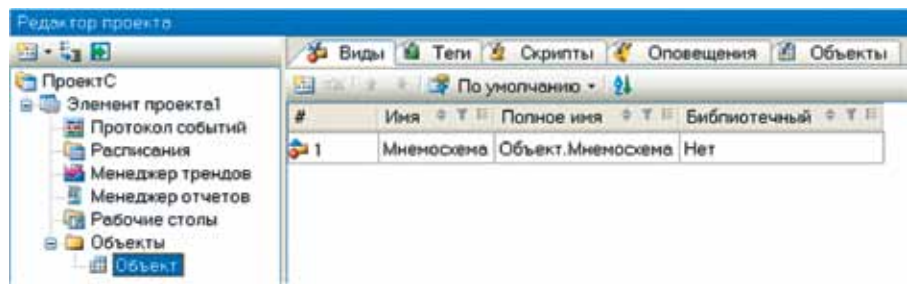 Редактор проекта
Виды Теги Скрипты Оповещения Объекты
ПроектС
По умолчанию
Элемент проекта1
# Имя Полное имя Библиотечный
Протокол событий
1 Мнемосхема Объект.Мнемосхема Нет
Расписания
Менеджер трендов
Менеджер отчетов
Рабочие столы
Объекты
Объект